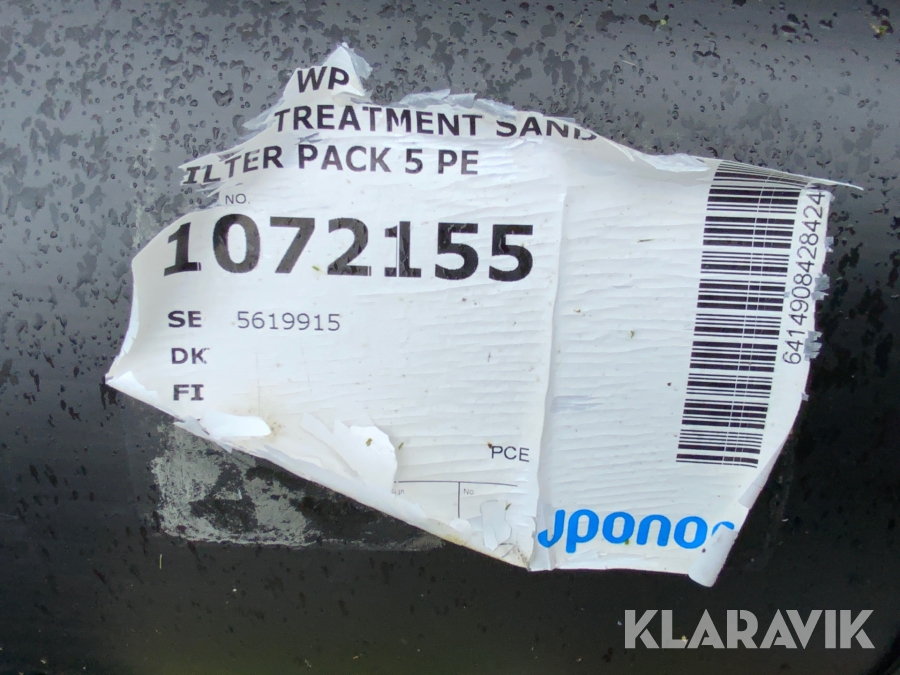 WP
TREATMENT SAND
ILTER PACK 5 PE
NO.
1072155
SE 5619915
DK
FI
PCE
No
6414908428424
uponor
KLARAVIK